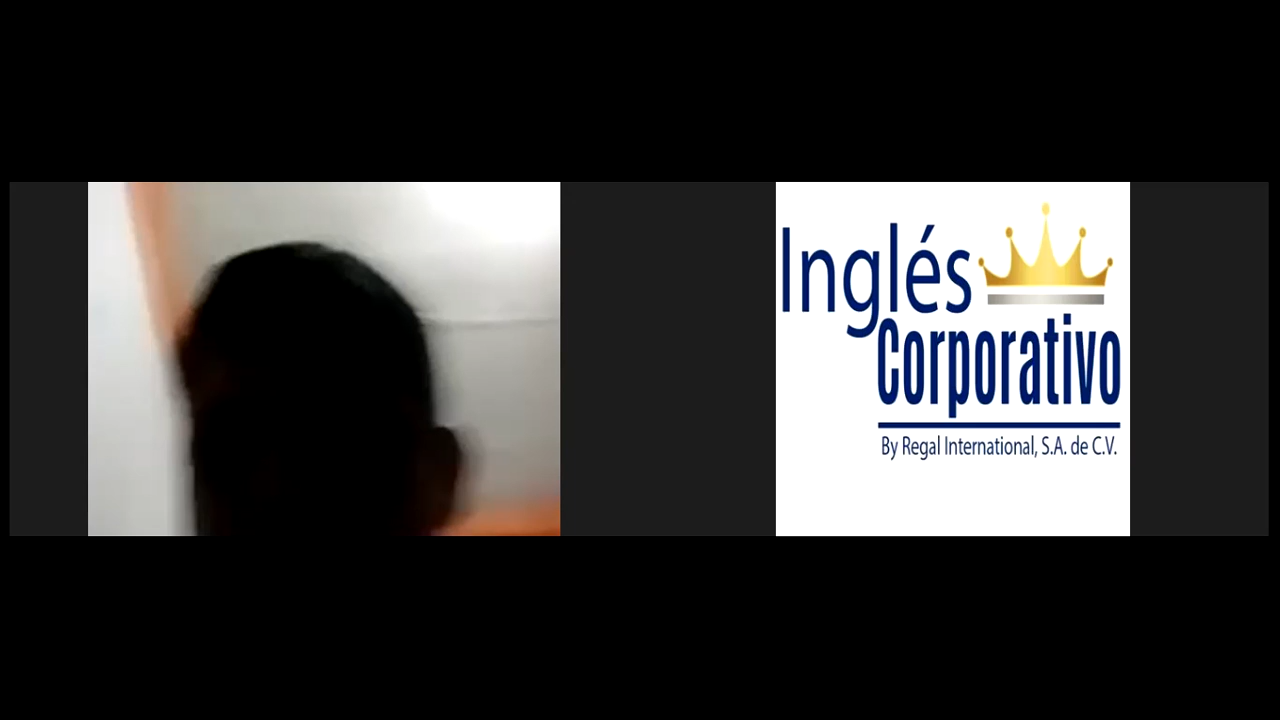 Inglés
Corporativo
By Regal International, S.A. de C.V.